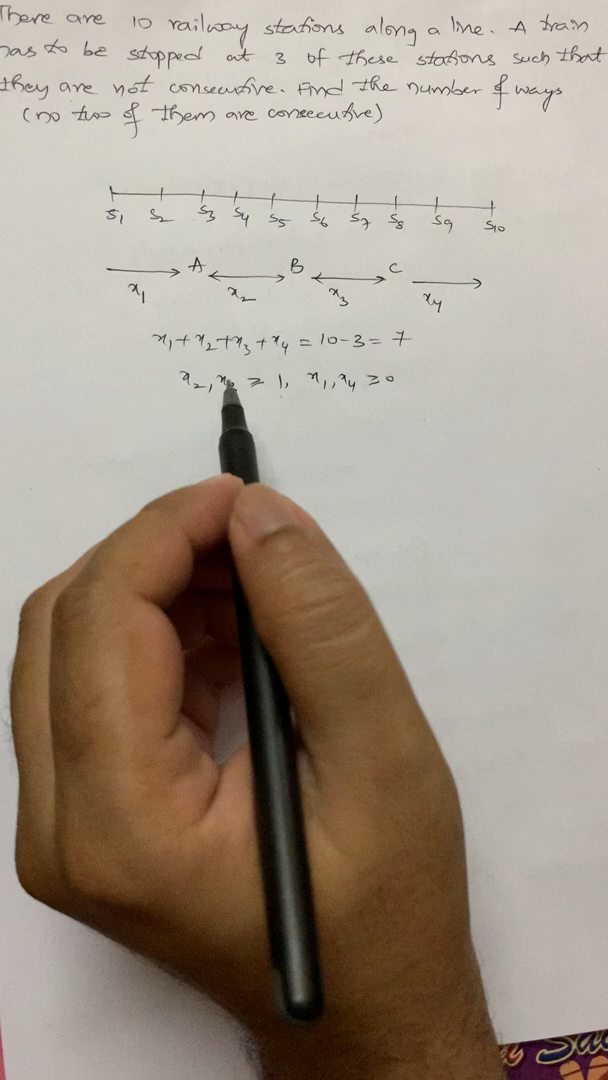 There are 10 railway stations along a line. A train
has to be stopped at 3 of these stations such that
they are not consecutive. Find the number of ways
(no two of them are consecutive)
S1 S2 S3 S4 S5 S6 S7 S8 S9 S10
A B C
x1 x2 x3 x4
x1+x2+x3+x4 = 10-3 = 7
x2, ≥ 1, x1, x4 ≥ 0